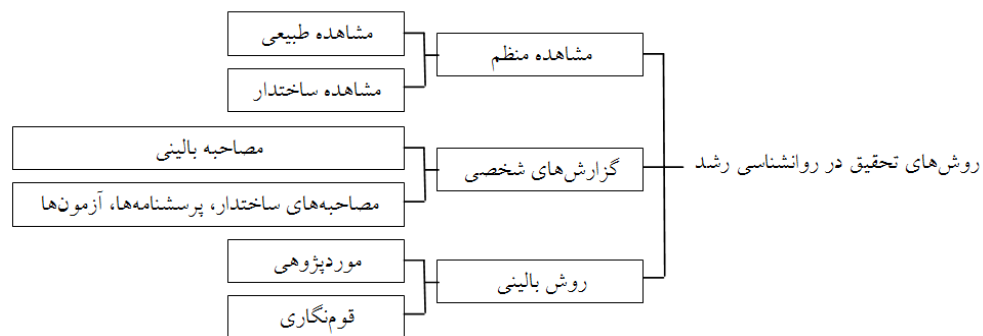 روش‌های تحقیق در روانشناسی رشد
مشاهده منظم
مشاهده طبیعی
مشاهده ساختدار
گزارش‌های شخصی
مصاحبه بالینی
مصاحبه‌های ساختدار، پرسشنامه‌ها، آزمون‌ها
روش بالینی
موردپژوهی
قوم‌نگاری